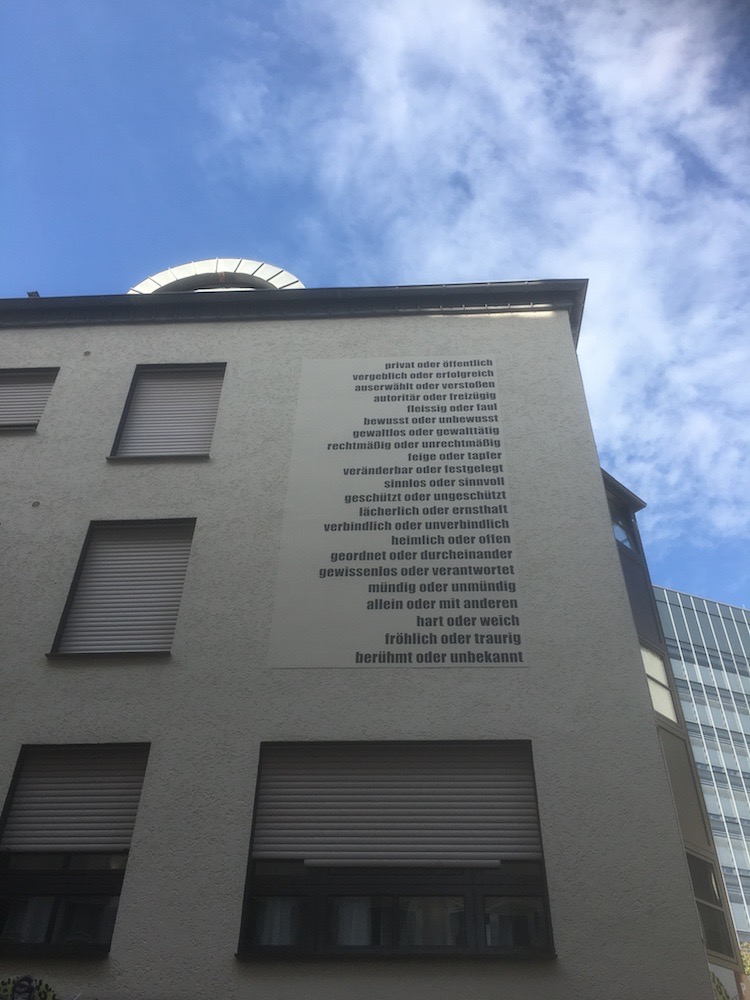 privat oder öffentlich
vergeblich oder erfolgreich
auserwählt oder verstoßen
autoritär oder freizügig
fleissig oder faul
bewusst oder unbewusst
gewaltlos oder gewalttätig
rechtmäßig oder unrechtmäßig
feige oder tapfer
veränderbar oder festgelegt
sinnlos oder sinnvoll
geschützt oder ungeschützt
lächerlich oder ernsthaft
verbindlich oder unverbindlich
heimlich oder offen
geordnet oder durcheinander
gewissenlos oder verantwortet
mündig oder unmündig
allein oder mit anderen
hart oder weich
fröhlich oder traurig
berühmt oder unbekannt